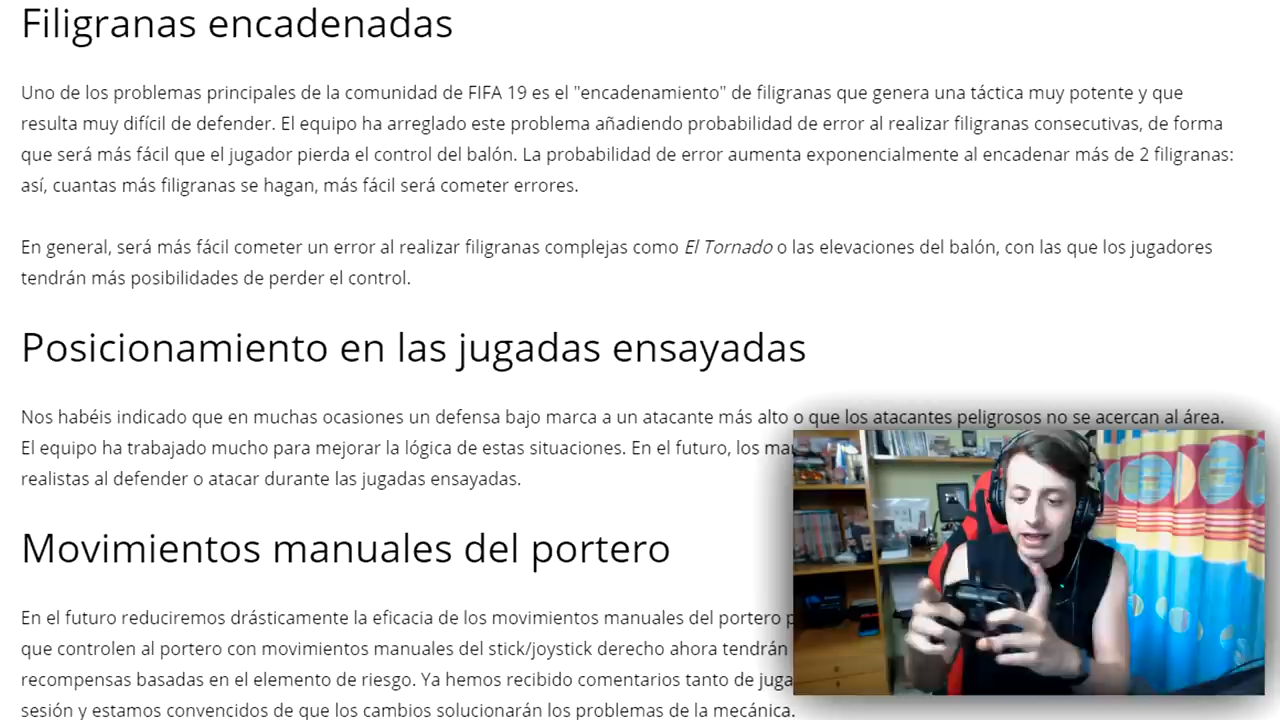 Filigranas encadenadas
Uno de los problemas principales de la comunidad de FIFA 19 es el "encadenamiento" de filigranas que genera una táctica muy potente y que
resulta muy difícil de defender. El equipo ha arreglado este problema añadiendo probabilidad de error al realizar filigranas consecutivas, de forma
que será más fácil que el jugador pierda el control del balón. La probabilidad de error aumenta exponencialmente al encadenar más de 2 filigranas:
así, cuantas más filigranas se hagan, más fácil será cometer errores.
En general, será más fácil cometer un error al realizar filigranas complejas como El Tornado o las elevaciones del balón, con las que los jugadores
tendrán más posibilidades de perder el control.
Posicionamiento en las jugadas ensayadas
Nos habéis indicado que en muchas ocasiones un defensa bajo marca a un atacante más alto o que los atacantes peligrosos no se acercan al área.
El equipo ha trabajado mucho para mejorar la lógica de estas situaciones. En el futuro, los
realistas al defender o atacar durante las jugadas ensayadas.
Movimientos manuales del portero
En el futuro reduciremos drásticamente la eficacia de los movimientos manuales del portero
que controlen al portero con movimientos manuales del stick/joystick derecho ahora tendrán
recompensas basadas en el elemento de riesgo. Ya hemos recibido comentarios tanto de
sesión y estamos convencidos de que los cambios solucionarán los problemas de la mecánica.